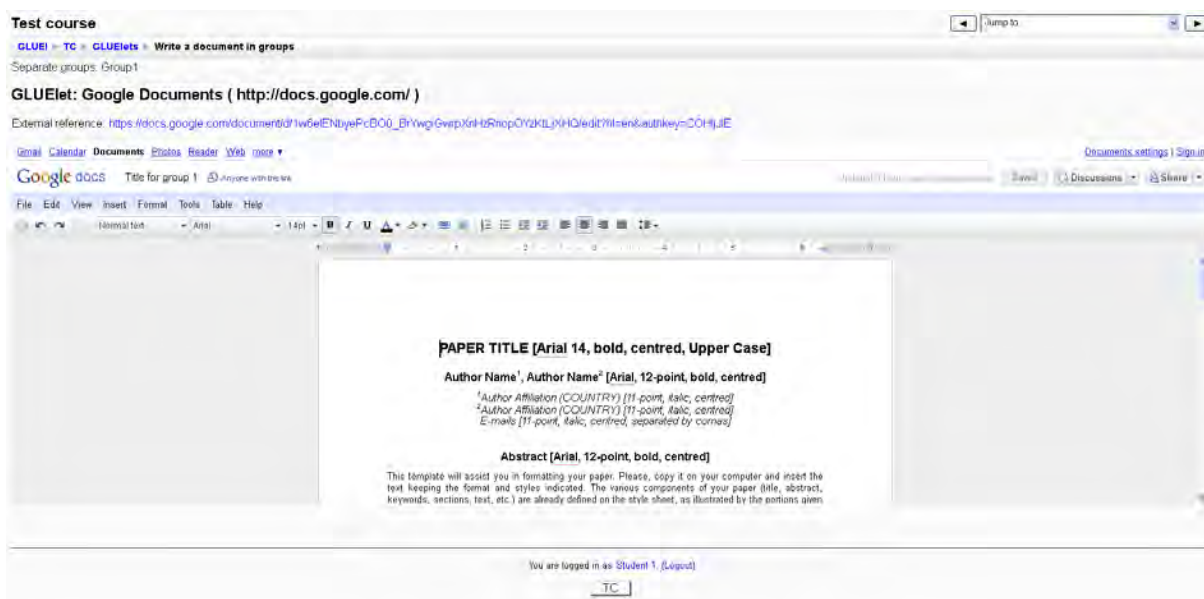 Test course
Jump to
GLUE! TC GLUElets Write a document in groups
Separate groups: Group1
GLUElet: Google Documents ( http://docs.google.com/ )
External reference:
Gmail Calendar Documents Photos Reader Web more
Documents settings | Sign in
Google docs Title for group 1 Anyone with the link
Saved Discussions Share
File Edit View Insert Format Tools Table Help
Normal text Arial 14pt B I U A
PAPER TITLE [Arial 14, bold, centred, Upper Case]
Author Name¹, Author Name² [Arial, 12-point, bold, centred]
¹Author Affiliation (COUNTRY) [11-point, italic, centred]
²Author Affiliation (COUNTRY) [11-point, italic, centred]
E-mails [11-point, italic, centred, separated by comas]
Abstract [Arial, 12-point, bold, centred]
This template will assist you in formatting your paper. Please, copy it on your computer and insert the
text keeping the format and styles indicated. The various components of your paper (title, abstract,
keywords, sections, text, etc.) are already defined on the style sheet, as illustrated by the portions given
You are logged in as Student 1. (Logout)
TC